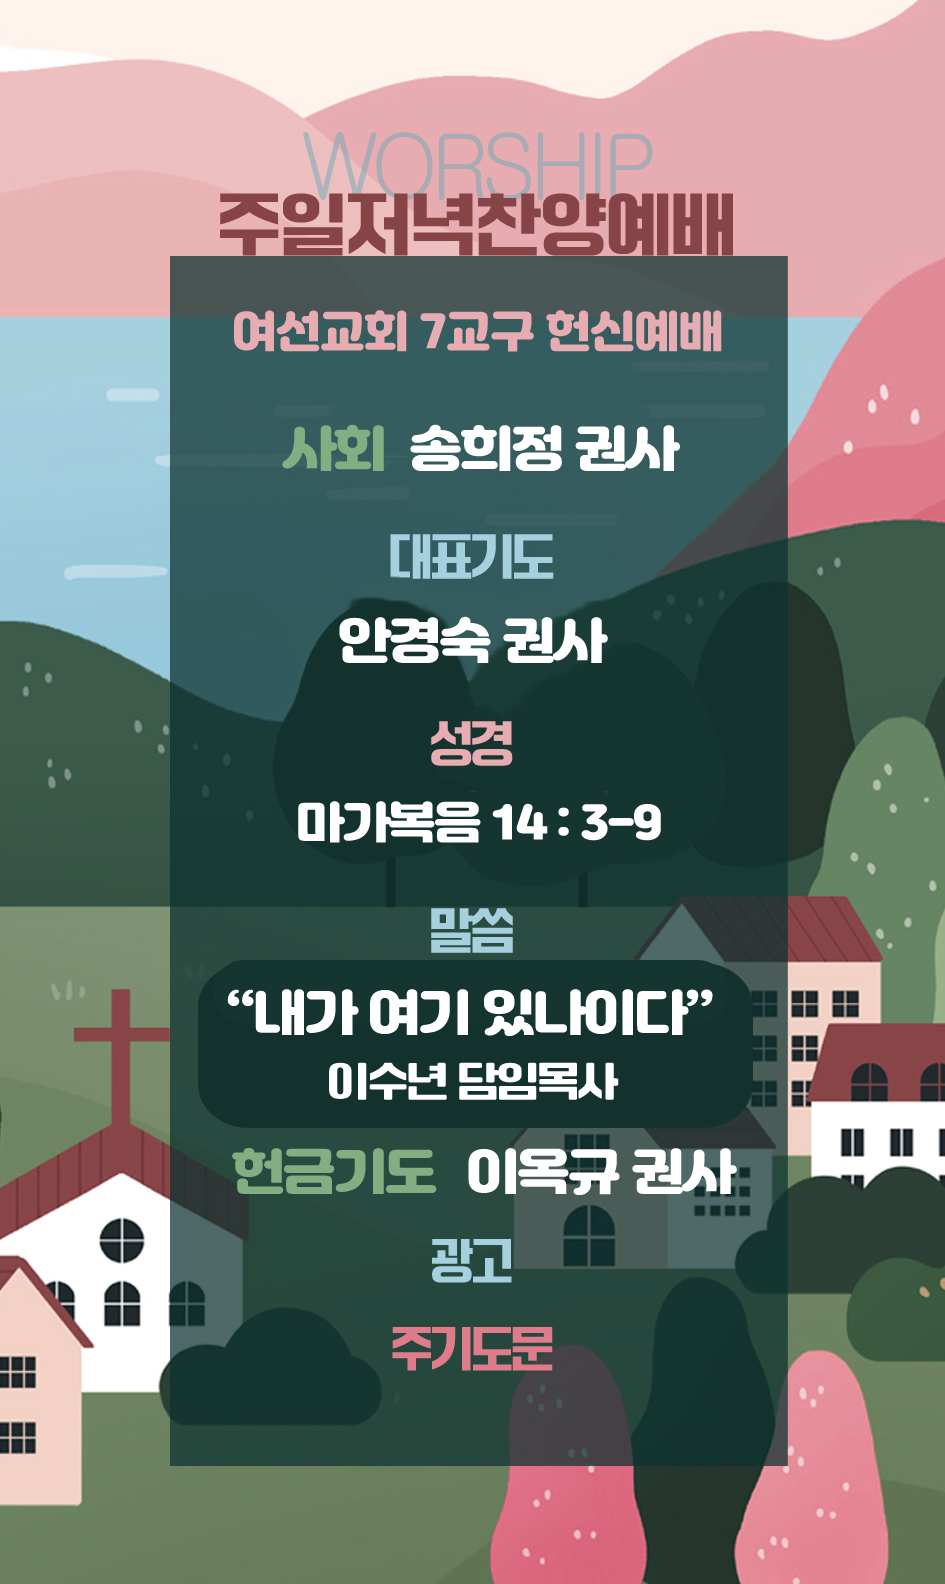 WORSHIP
주일저녁찬양예배
여선교회 7교구 헌신예배
사회 송희정 권사
대표기도
안경숙 권사
성경
마가복음 14 : 3-9
말씀
“내가 여기 있나이다”
이수년 담임목사
헌금기도 이옥규 권사
광고
주기도문